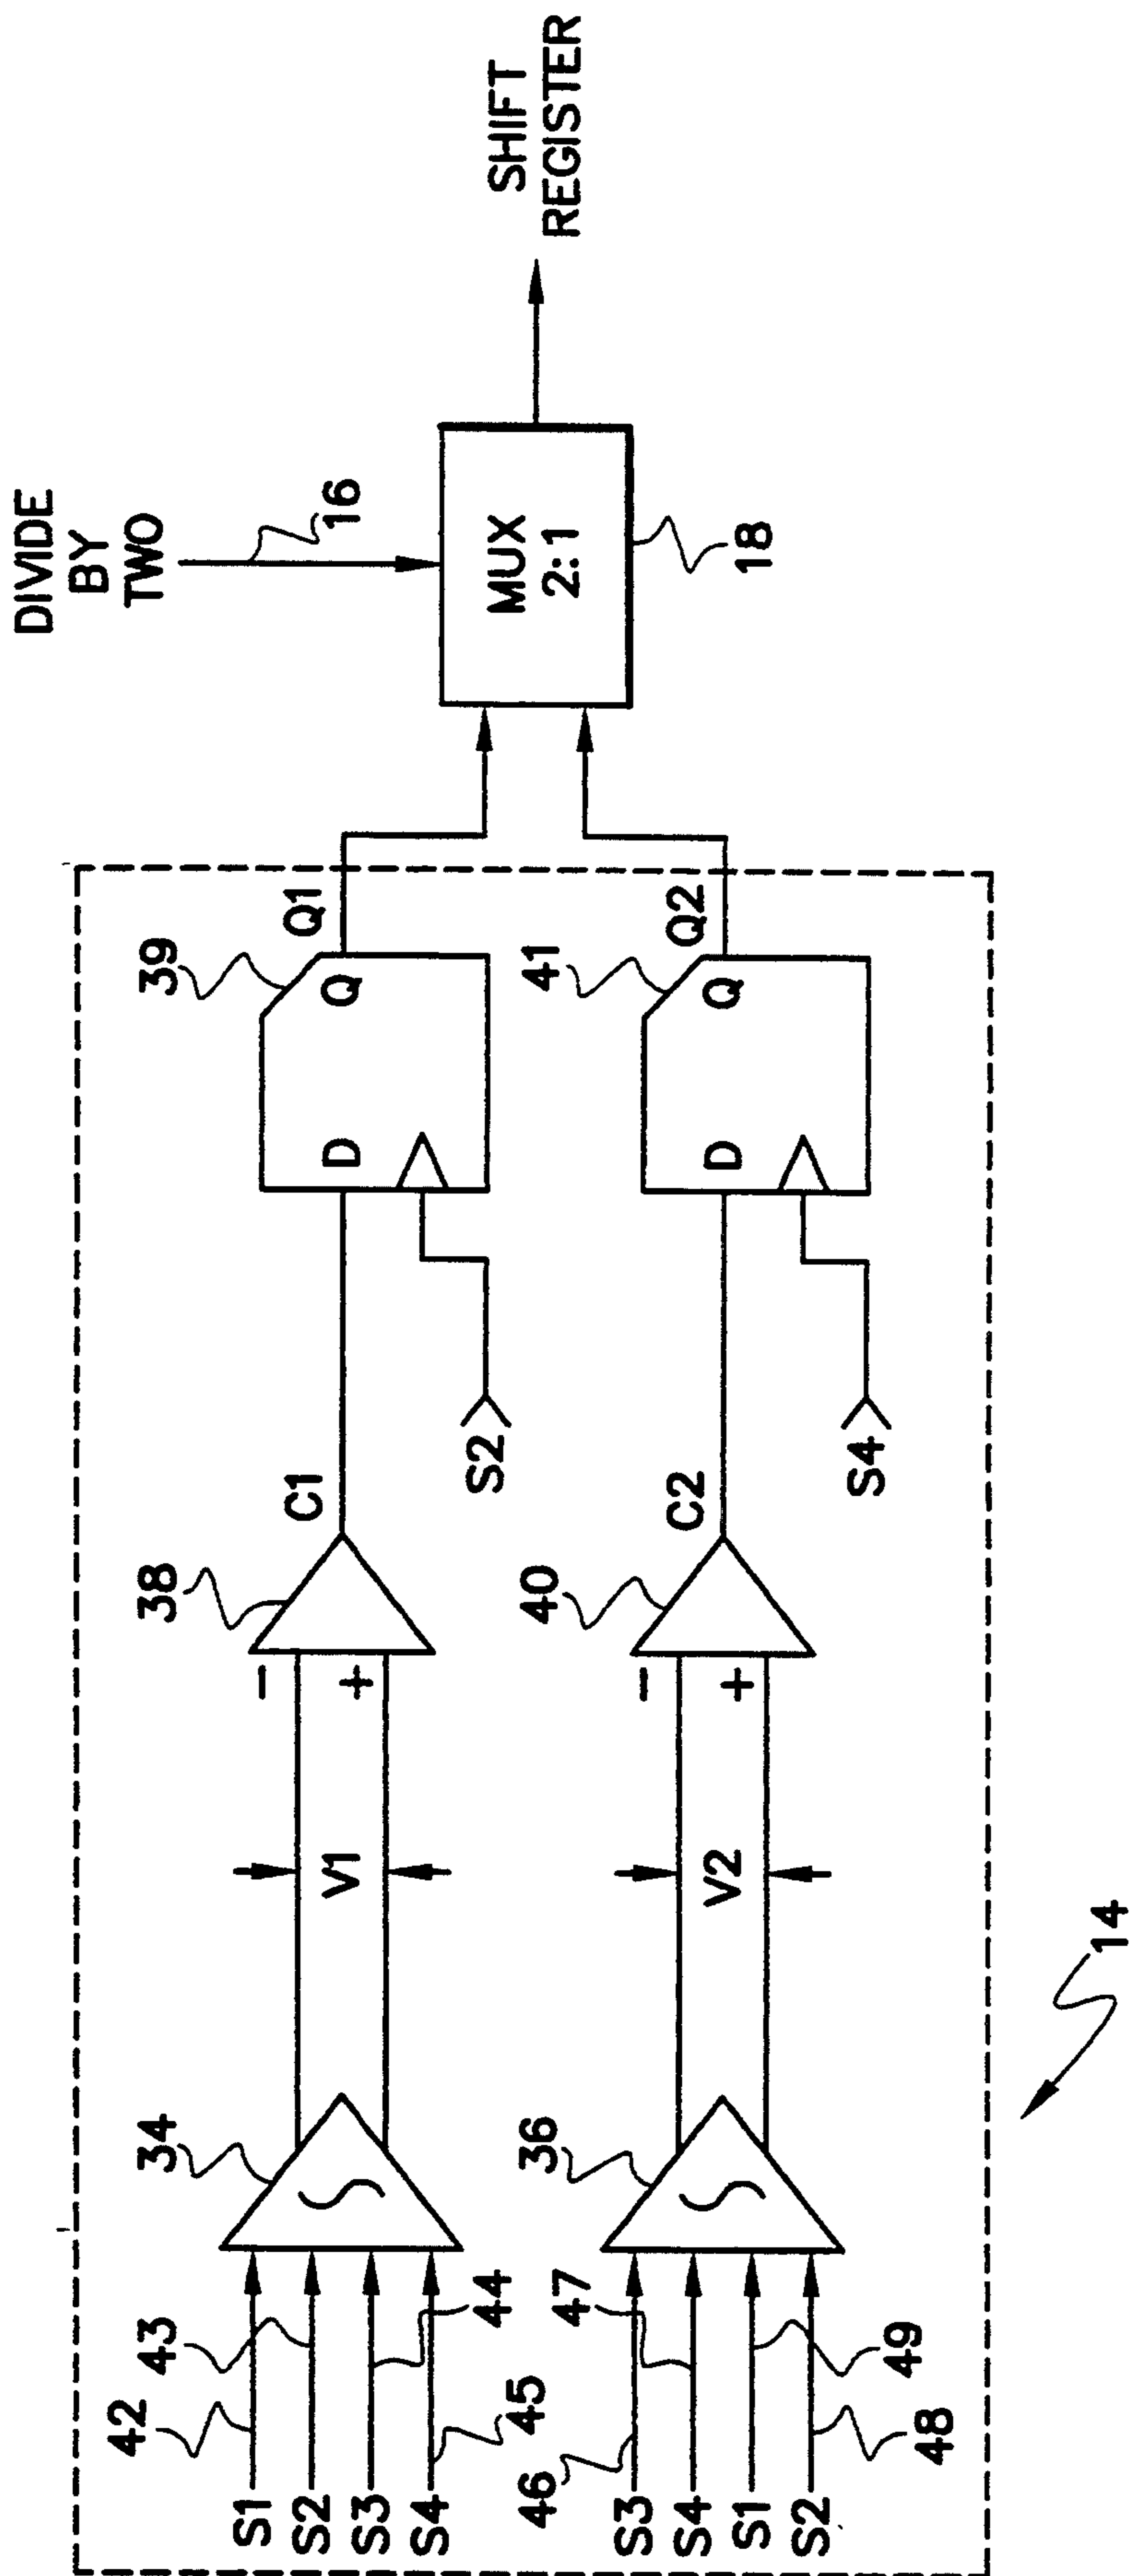 DIVIDE
BY
TWO
16
SHIFT
REGISTER
MUX
2:1
18
39
Q1
D
Q
38
C1
S2
-
+
V1
34
42
43
S1
S2
S3
S4
44
45
41
Q2
D
Q
40
C2
S4
-
+
V2
36
46
47
S3
S4
S1
S2
49
48
14